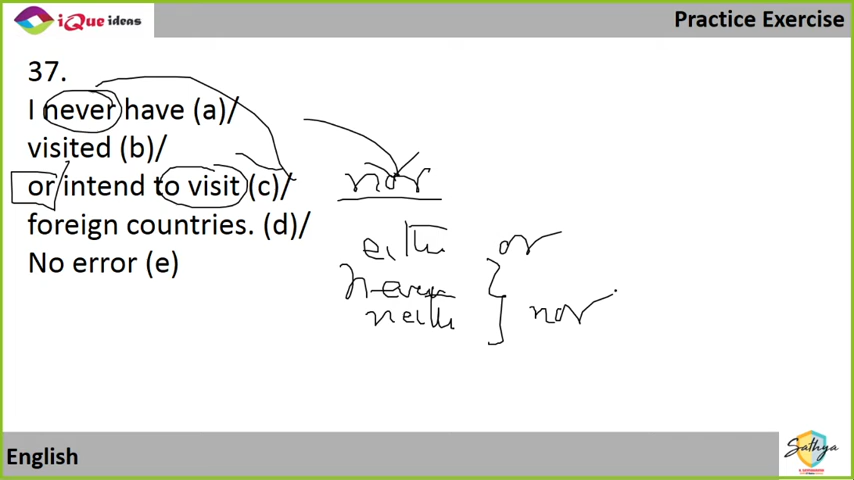 iQue ideas
Practice Exercise
37.
I never have (a)/
visited (b)/
or intend to visit (c)/
foreign countries. (d)/
No error (e)
nor
either or
never
neither nor
English
Sathya